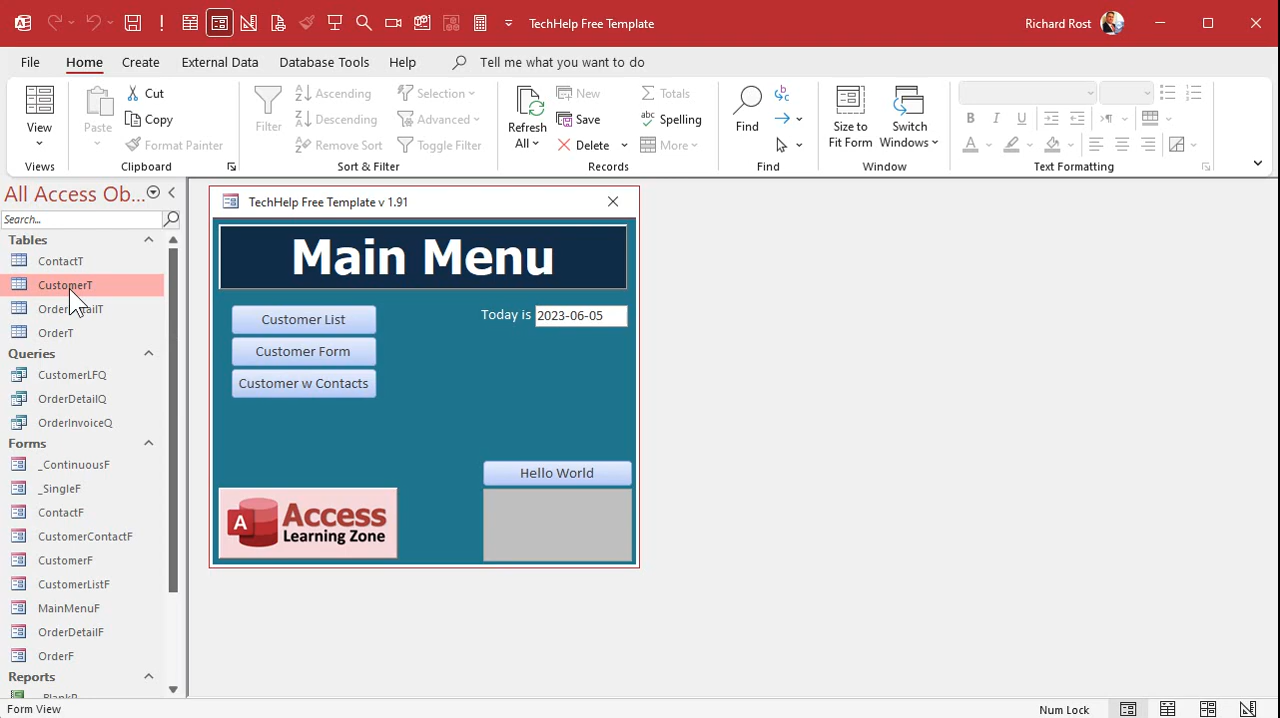 TechHelp Free Template
Richard Rost
File
Home
Create
External Data
Database Tools
Help
Tell me what you want to do
View
Views
Paste
Cut
Copy
Format Painter
Clipboard
Filter
Ascending
Descending
Remove Sort
Selection
Advanced
Toggle Filter
Sort & Filter
Refresh
All
New
Save
Delete
Totals
Spelling
More
Records
Find
Find
Size to
Fit Form
Switch
Windows
Window
B I U
A
Text Formatting
All Access Ob...
Search...
Tables
ContactT
CustomerT
OrderDetailT
OrderT
Queries
CustomerLFQ
OrderDetailQ
OrderInvoiceQ
Forms
_ContinuousF
_SingleF
ContactF
CustomerContactF
CustomerF
CustomerListF
MainMenuF
OrderDetailF
OrderF
Reports
_BlankR
TechHelp Free Template v 1.91
Main Menu
Customer List
Customer Form
Customer w Contacts
Today is 2023-06-05
Hello World
A Access
Learning Zone
Form View
Num Lock